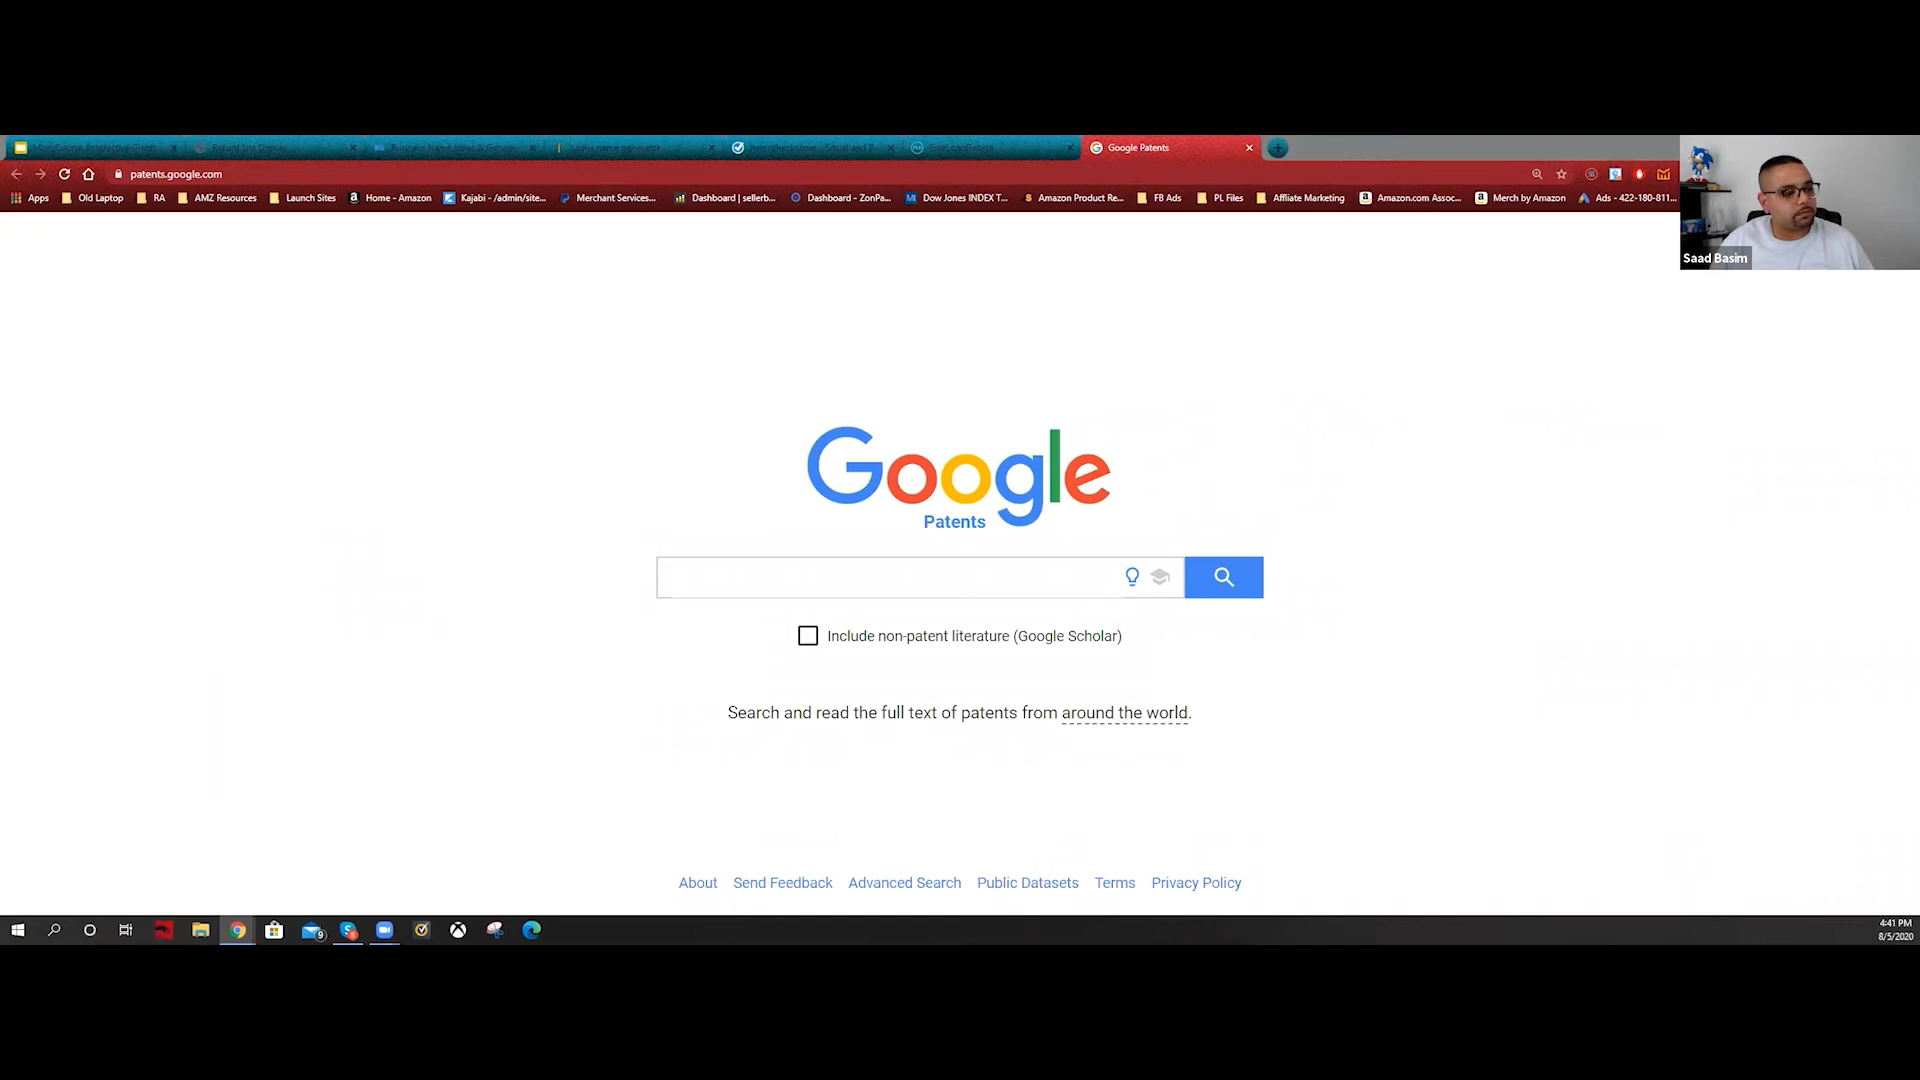 Google Patents
patents.google.com
Apps Old Laptop RA AMZ Resources Launch Sites Home - Amazon Kajabi - /admin/site... Merchant Services... Dashboard | sellerb... Dashboard - ZonPa... Dow Jones INDEX T... Amazon Product Re... FB Ads PL Files Affliate Marketing Amazon.com Assoc... Merch by Amazon Ads - 422-180-811...
Saad Basim
Google
Patents
Include non-patent literature (Google Scholar)
Search and read the full text of patents from around the world.
About Send Feedback Advanced Search Public Datasets Terms Privacy Policy
4:41 PM
8/5/2020